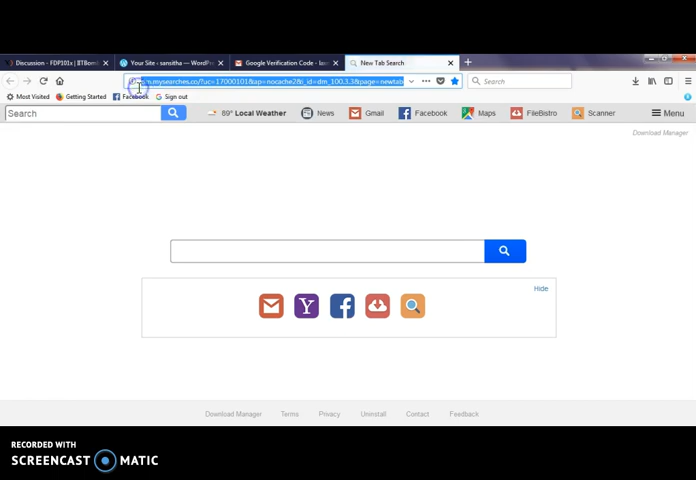 Discussion - FDP101x | IITBomb
Your Site - sansitha — WordPr
Google Verification Code -
New Tab Search
mysearches.co/?uc=17000101&ap=nocache2&i_id=dm_100.3.3&page=newtab
Search
Most Visited
Getting Started
Facebook
Sign out
Search
89° Local Weather
News
Gmail
Facebook
Maps
FileBistro
Scanner
Menu
Download Manager
Hide
Download Manager
Terms
Privacy
Uninstall
Contact
Feedback
RECORDED WITH
SCREENCAST MATIC